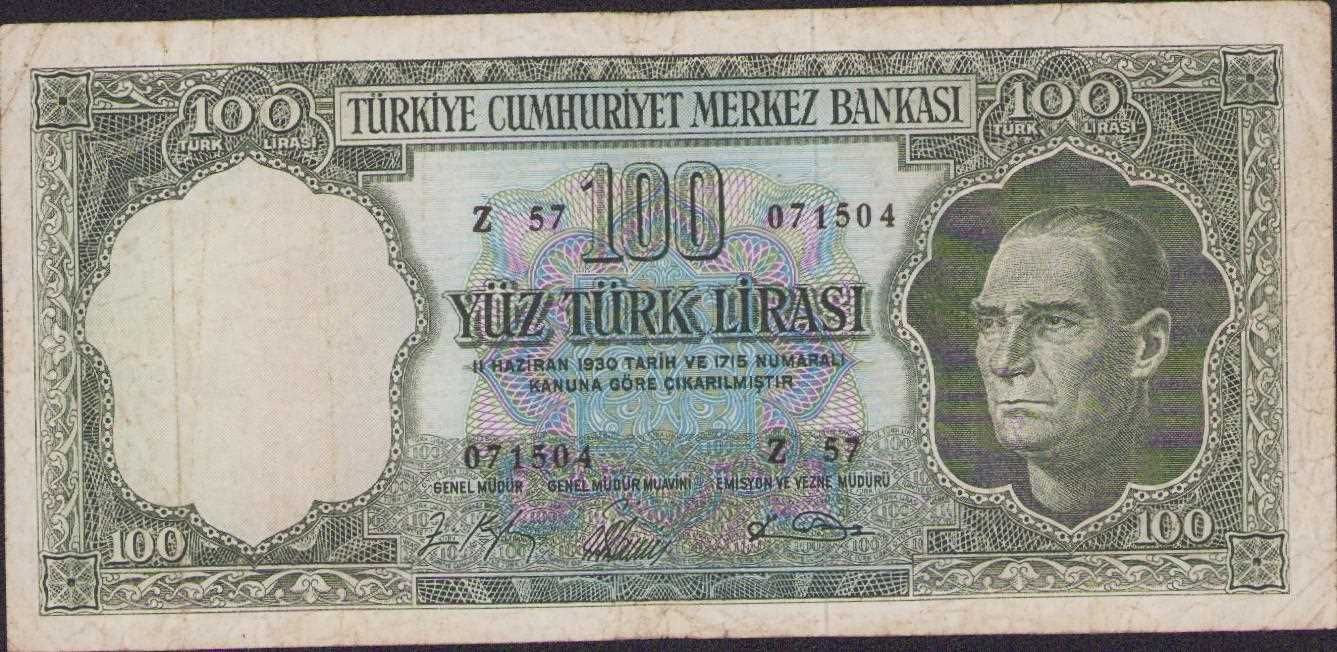 100 TÜRK LİRASI
TÜRKİYE CUMHURİYET MERKEZ BANKASI
100 TÜRK LİRASI
Z 57 100 071504
YÜZ TÜRK LİRASI
11 HAZİRAN 1930 TARİH VE 1715 NUMARALI
KANUNA GÖRE ÇIKARILMIŞTIR
071504 Z 57
GENEL MÜDÜR GENEL MÜDÜR MUAVİNİ EMİSYON VE VEZNE MÜDÜRÜ
100 100